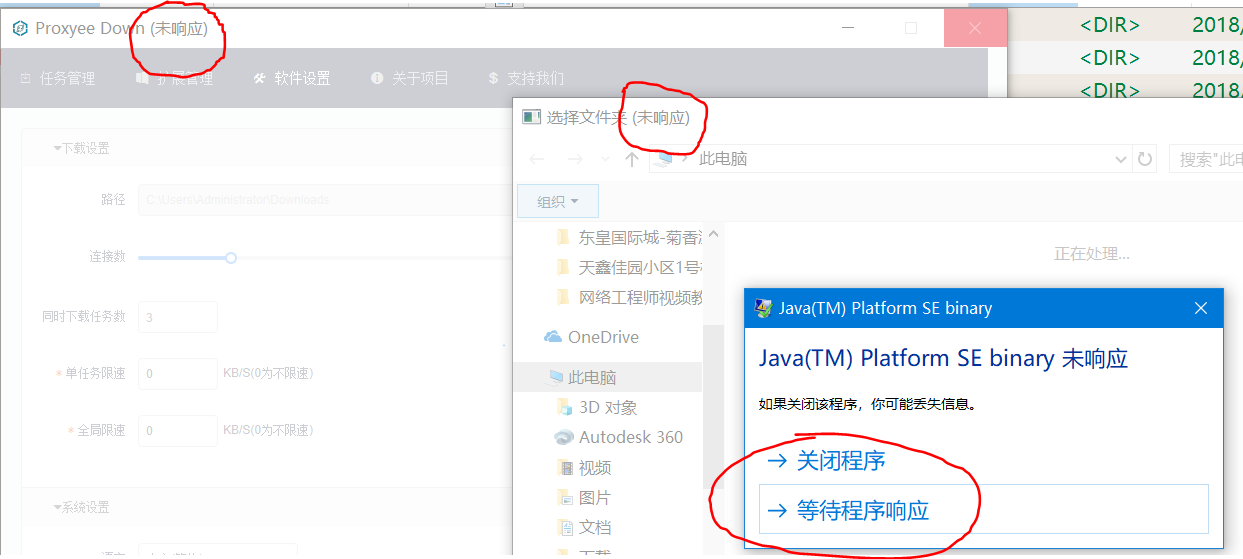 Proxyee Down (未响应)
任务管理
扩展管理
软件设置
关于项目
支持我们
<DIR> 2018/
<DIR> 2018/
<DIR> 2018/
下载设置
路径 C:\Users\Administrator\Downloads
连接数
同时下载任务数 3
* 单任务限速 0 KB/S(0为不限速)
* 全局限速 0 KB/S(0为不限速)
系统设置
选择文件夹 (未响应)
此电脑
搜索"此电
组织
东皇国际城-菊香
天鑫佳园小区1号
网络工程师视频教
OneDrive
此电脑
3D 对象
Autodesk 360
视频
图片
文档
下载
正在处理...
Java(TM) Platform SE binary
Java(TM) Platform SE binary 未响应
如果关闭该程序，你可能丢失信息。
→ 关闭程序
→ 等待程序响应